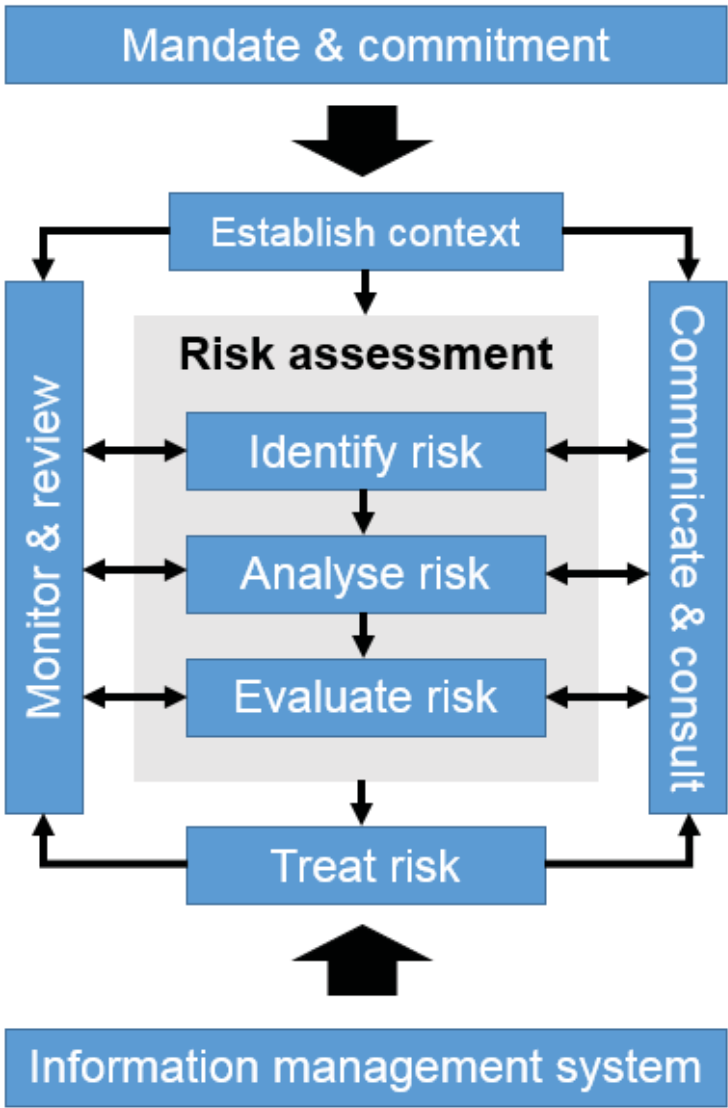 Mandate & commitment
Establish context
Risk assessment
Monitor & review
Identify risk
Analyse risk
Evaluate risk
Communicate & consult
Treat risk
Information management system